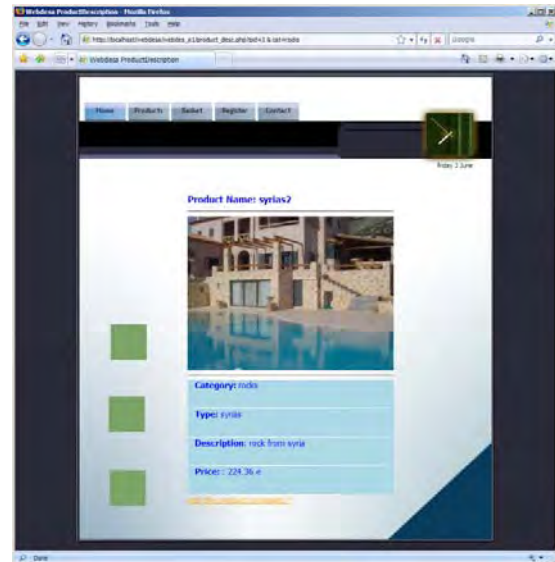 Webdesa ProductDescription - Mozilla Firefox
File Edit View History Bookmarks Tools Help
Google
Webdesa ProductDescription
Home Products Basket Register Contact
Friday 3 June
Product Name: syrias2
Category: rocks
Type: syrias
Description: rock from syria
Price: : 224.36 e
Done